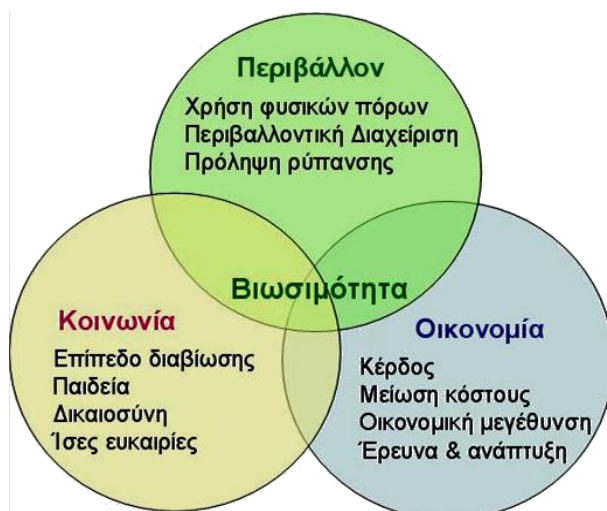 Περιβάλλον
Χρήση φυσικών πόρων
Περιβαλλοντική Διαχείριση
Πρόληψη ρύπανσης
Βιωσιμότητα
Κοινωνία
Επίπεδο διαβίωσης
Παιδεία
Δικαιοσύνη
Ίσες ευκαιρίες
Οικονομία
Κέρδος
Μείωση κόστους
Οικονομική μεγέθυνση
Έρευνα & ανάπτυξη